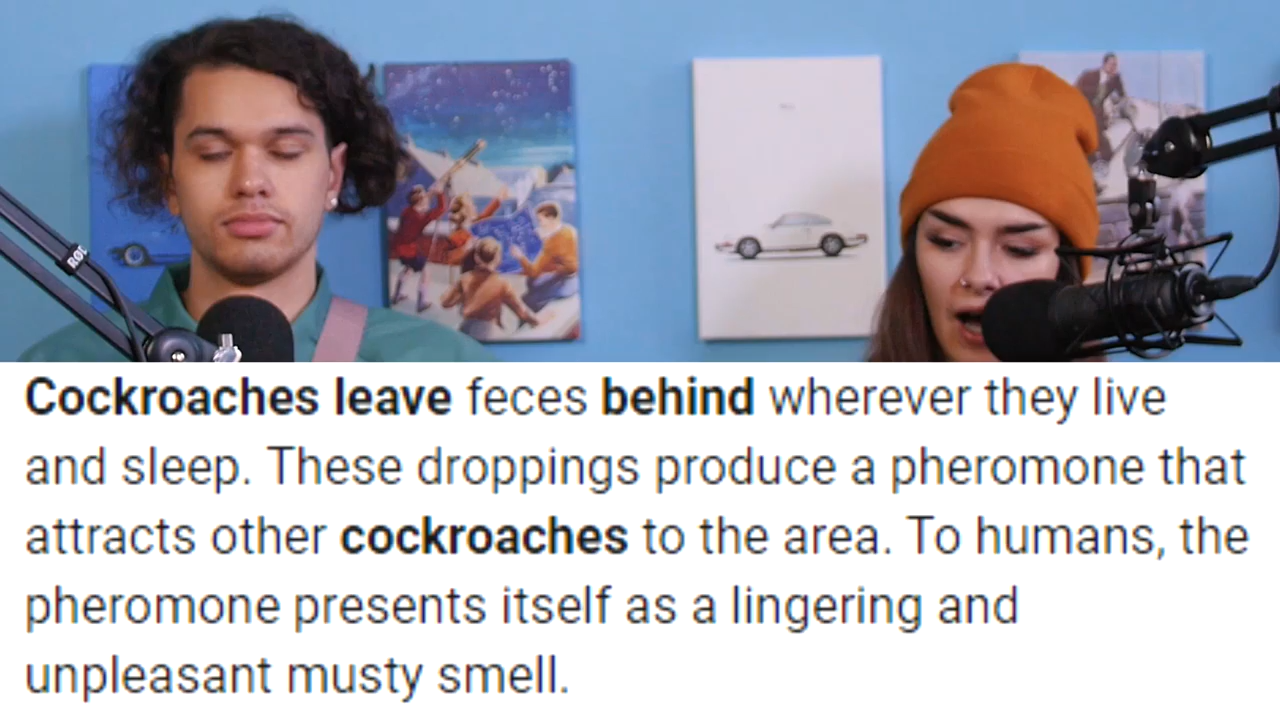 RØDE
Cockroaches leave feces behind wherever they live
and sleep. These droppings produce a pheromone that
attracts other cockroaches to the area. To humans, the
pheromone presents itself as a lingering and
unpleasant musty smell.